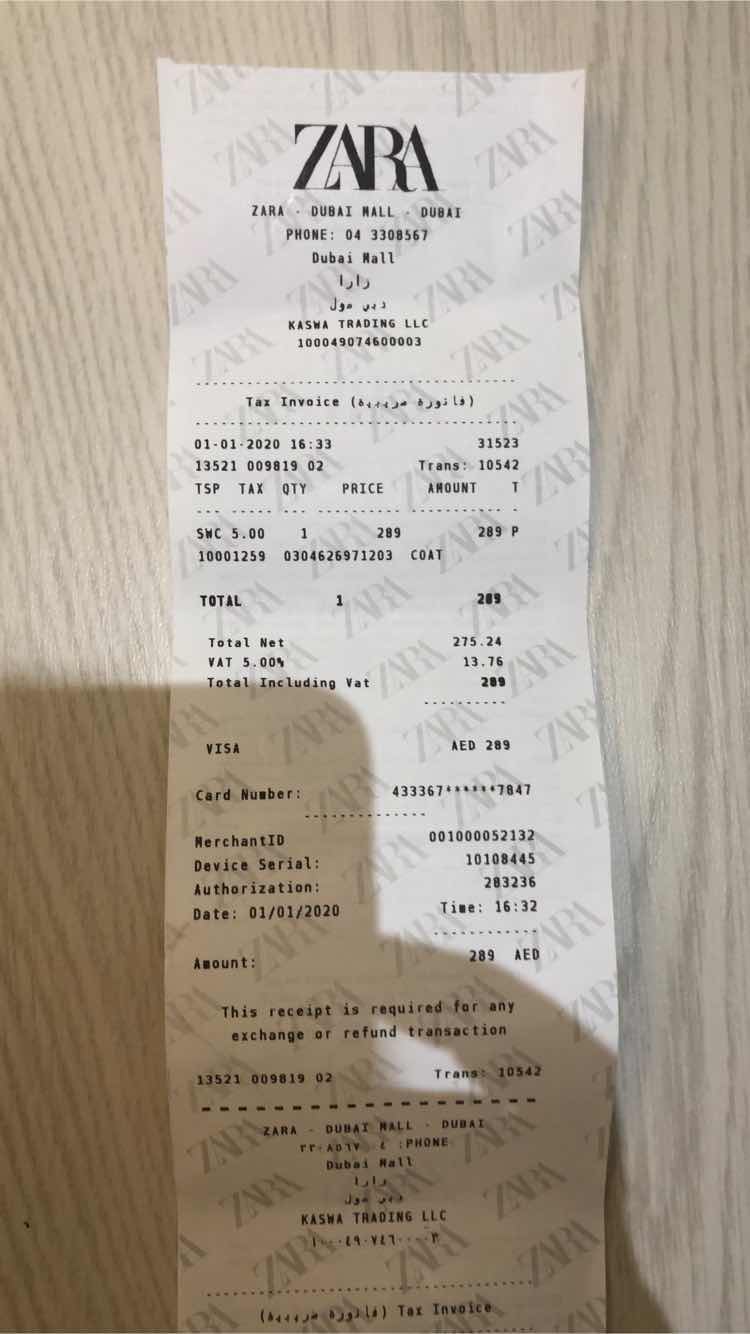 ZARA
ZARA - DUBAI MALL - DUBAI
PHONE: 04 3308567
Dubai Mall
زارا
دبي مول
KASWA TRADING LLC
100049074600003
Tax Invoice (فاتورة ضريبية)
01-01-2020 16:33 31523
13521 009819 02 Trans: 10542
TSP TAX QTY PRICE AMOUNT T
SWC 5.00 1 289 289 P
10001259 0304626971203 COAT
TOTAL 1 289
Total Net 275.24
VAT 5.00% 13.76
Total Including Vat 289
VISA AED 289
Card Number: 433367******7847
MerchantID 001000052132
Device Serial: 10108445
Authorization: 283236
Date: 01/01/2020 Time: 16:32
Amount: 289 AED
This receipt is required for any
exchange or refund transaction
13521 009819 02 Trans: 10542
ZARA - DUBAI MALL - DUBAI
٣٣٠٨٥٦٧ ٠٤ :PHONE
Dubai Mall
زارا
دبي مول
KASWA TRADING LLC
١٠٠٠٤٩٠٧٤٦٠٠٠٠٣
(فاتورة ضريبية) Tax Invoice